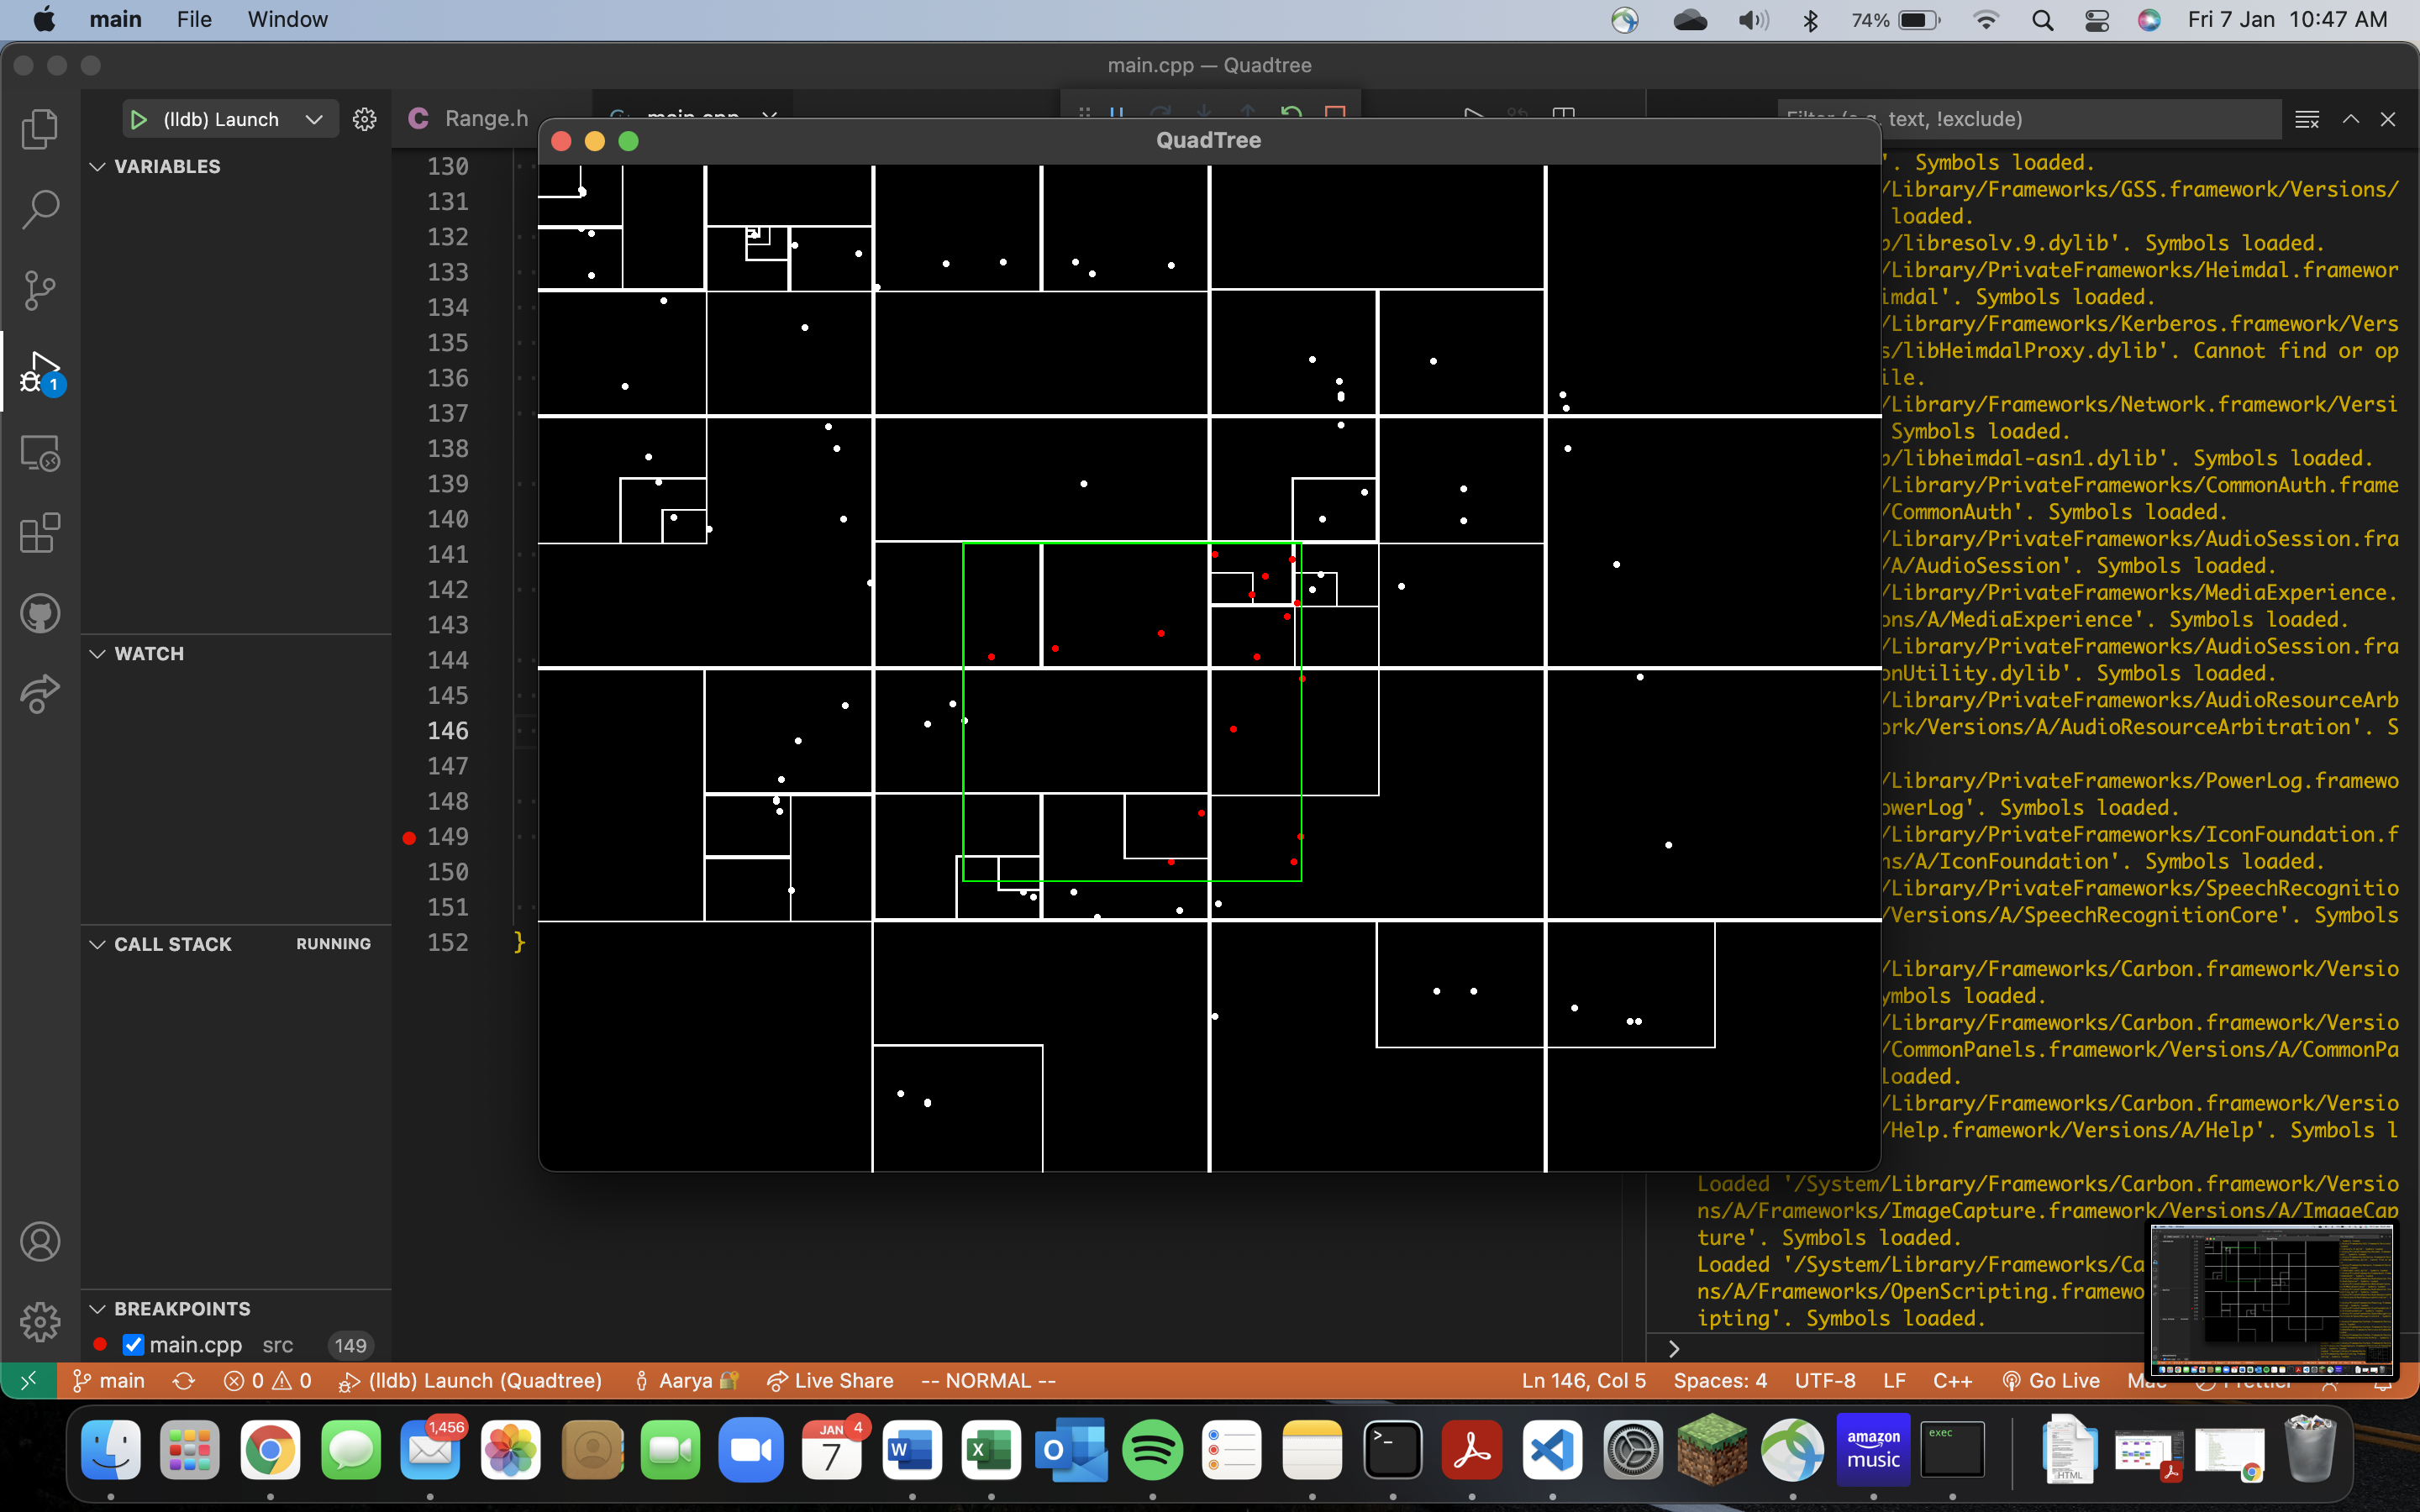 main File Window 74% Fri 7 Jan 10:47 AM
main.cpp — Quadtree
(lldb) Launch
C Range.h
main.cpp
Filter (e.g. text, !exclude)
QuadTree
VARIABLES
WATCH
CALL STACK RUNNING
BREAKPOINTS
main.cpp src 149
1
130
131
132
133
134
135
136
137
138
139
140
141
142
143
144
145
146
147
148
149
150
151
152 }
'. Symbols loaded.
/Library/Frameworks/GSS.framework/Versions/
loaded.
/libresolv.9.dylib'. Symbols loaded.
/Library/PrivateFrameworks/Heimdal.framewor
imdal'. Symbols loaded.
/Library/Frameworks/Kerberos.framework/Vers
s/libHeimdalProxy.dylib'. Cannot find or op
ile.
/Library/Frameworks/Network.framework/Versi
Symbols loaded.
/libheimdal-asn1.dylib'. Symbols loaded.
/Library/PrivateFrameworks/CommonAuth.frame
/CommonAuth'. Symbols loaded.
/Library/PrivateFrameworks/AudioSession.fra
/A/AudioSession'. Symbols loaded.
/Library/PrivateFrameworks/MediaExperience.
ons/A/MediaExperience'. Symbols loaded.
/Library/PrivateFrameworks/AudioSession.fra
onUtility.dylib'. Symbols loaded.
/Library/PrivateFrameworks/AudioResourceArb
ork/Versions/A/AudioResourceArbitration'. S
/Library/PrivateFrameworks/PowerLog.framewo
owerLog'. Symbols loaded.
/Library/PrivateFrameworks/IconFoundation.f
ns/A/IconFoundation'. Symbols loaded.
/Library/PrivateFrameworks/SpeechRecognitio
/Versions/A/SpeechRecognitionCore'. Symbols
/Library/Frameworks/Carbon.framework/Versio
ymbols loaded.
/Library/Frameworks/Carbon.framework/Versio
/CommonPanels.framework/Versions/A/CommonPa
loaded.
/Library/Frameworks/Carbon.framework/Versio
/Help.framework/Versions/A/Help'. Symbols l
Loaded '/System/Library/Frameworks/Carbon.framework/Versio
ns/A/Frameworks/ImageCapture.framework/Versions/A/ImageCap
ture'. Symbols loaded.
Loaded '/System/Library/Frameworks/Ca
ns/A/Frameworks/OpenScripting.framewo
ipting'. Symbols loaded.
main 0 0 (lldb) Launch (Quadtree) Aarya Live Share -- NORMAL -- Ln 146, Col 5 Spaces: 4 UTF-8 LF C++ Go Live Mac Prettier
1,456
JAN 4
7
W
X
O
amazon
music
exec
.HTML